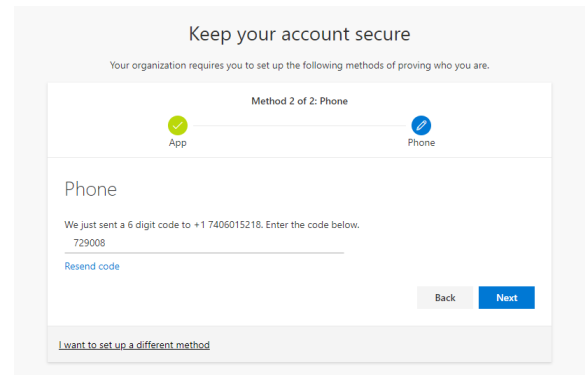 Keep your account secure
Your organization requires you to set up the following methods of proving who you are.
Method 2 of 2: Phone
App
Phone
Phone
We just sent a 6 digit code to +1 7406015218. Enter the code below.
729008
Resend code
Back
Next
I want to set up a different method